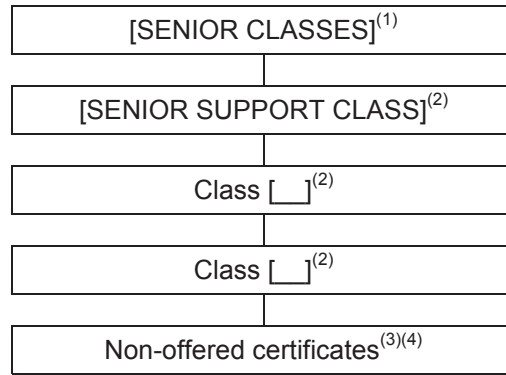 [SENIOR CLASSES](1)
[SENIOR SUPPORT CLASS](2)
Class [__](2)
Class [__](2)
Non-offered certificates(3)(4)